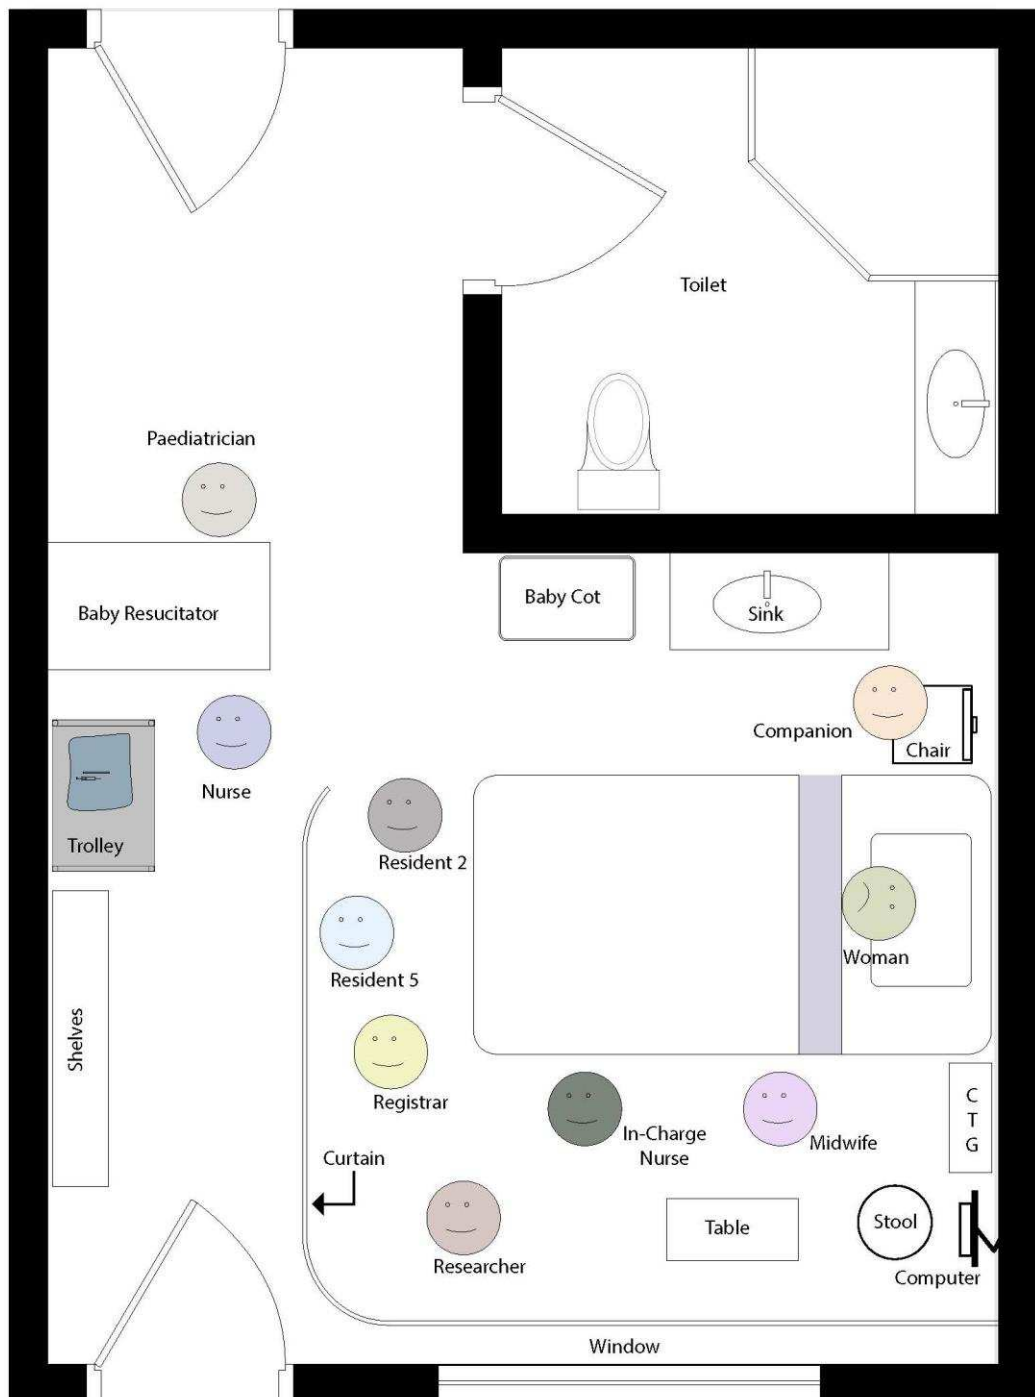 Toilet
Paediatrician
Baby Resucitator
Baby Cot
Sink
Companion
Chair
Nurse
Trolley
Resident 2
Resident 5
Woman
Shelves
Registrar
In-Charge
Nurse
Midwife
C
T
G
Curtain
Researcher
Table
Stool
Computer
Window